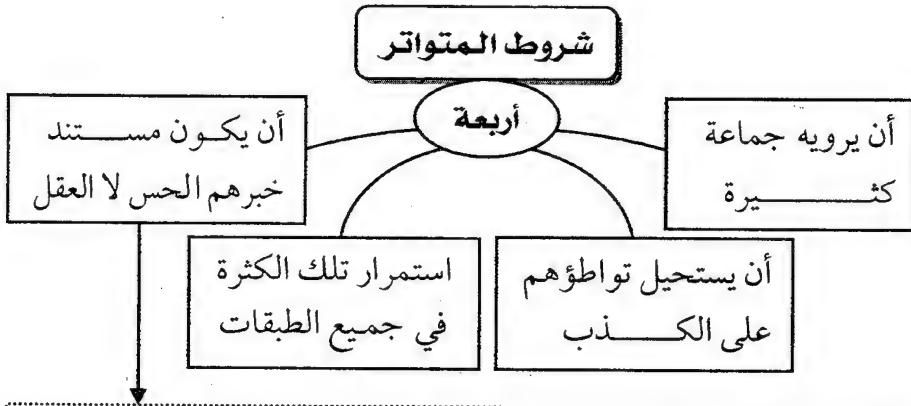 شروط المتواتر
أربعة
أن يرويه جماعة
كثيرة
أن يستحيل تواطؤهم
على الكذب
استمرار تلك الكثرة
في جميع الطبقات
أن يكون مستند
خبرهم الحس لا العقل